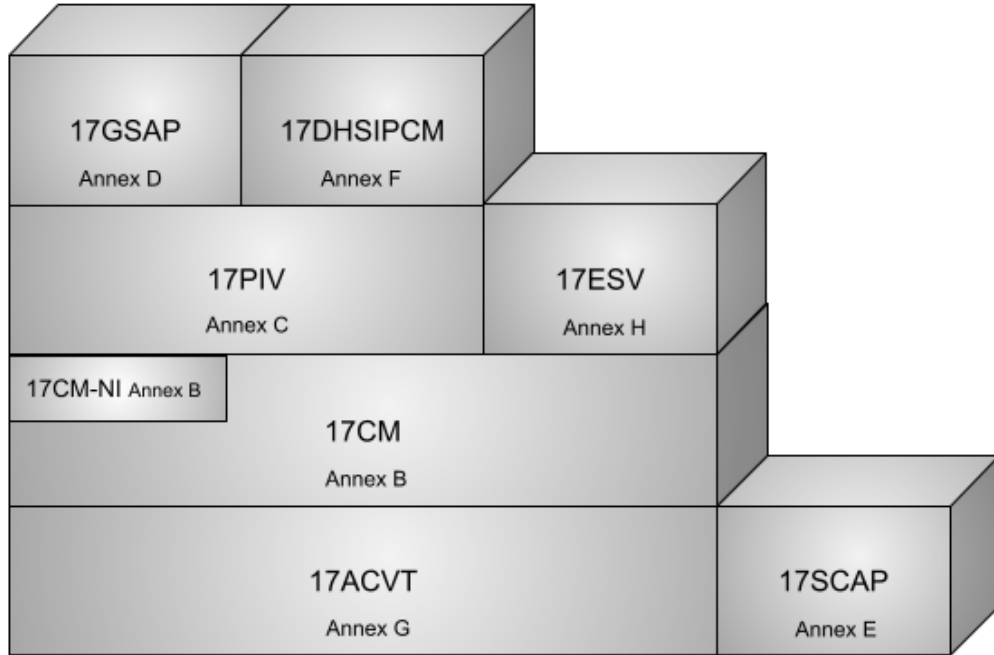 17GSAP
Annex D
17DHSIPCM
Annex F
17PIV
Annex C
17ESV
Annex H
17CM-NI Annex B
17CM
Annex B
17ACVT
Annex G
17SCAP
Annex E